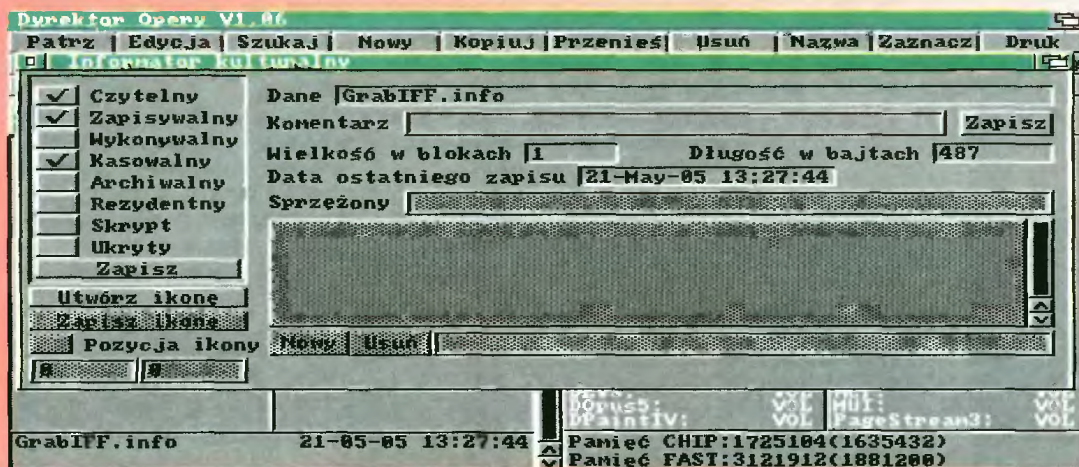 Dyrektor Opery V1.06
Patrz Edycja Szukaj Nowy Kopiuj Przenieś Usuń Nazwa Zaznacz Druk
Informator kulturalny
Czytelny
Zapisywalny
Wykonywalny
Kasowalny
Archiwalny
Rezydentny
Skrypt
Ukryty
Zapisz
Utwórz ikonę
Zapisz ikonę
Pozycja ikony
0 0
Dane GrabIFF.info
Komentarz Zapisz
Wielkość w blokach 1 Długość w bajtach 487
Data ostatniego zapisu 21-May-05 13:27:44
Sprzężony
Nowy Usuń
DOpus5: VOL MUI: VOL
DPaintIV: VOL PageStream3: VOL
GrabIFF.info 21-05-05 13:27:44
Pamięć CHIP:1725104(1635432)
Pamięć FAST:3121912(1881200)